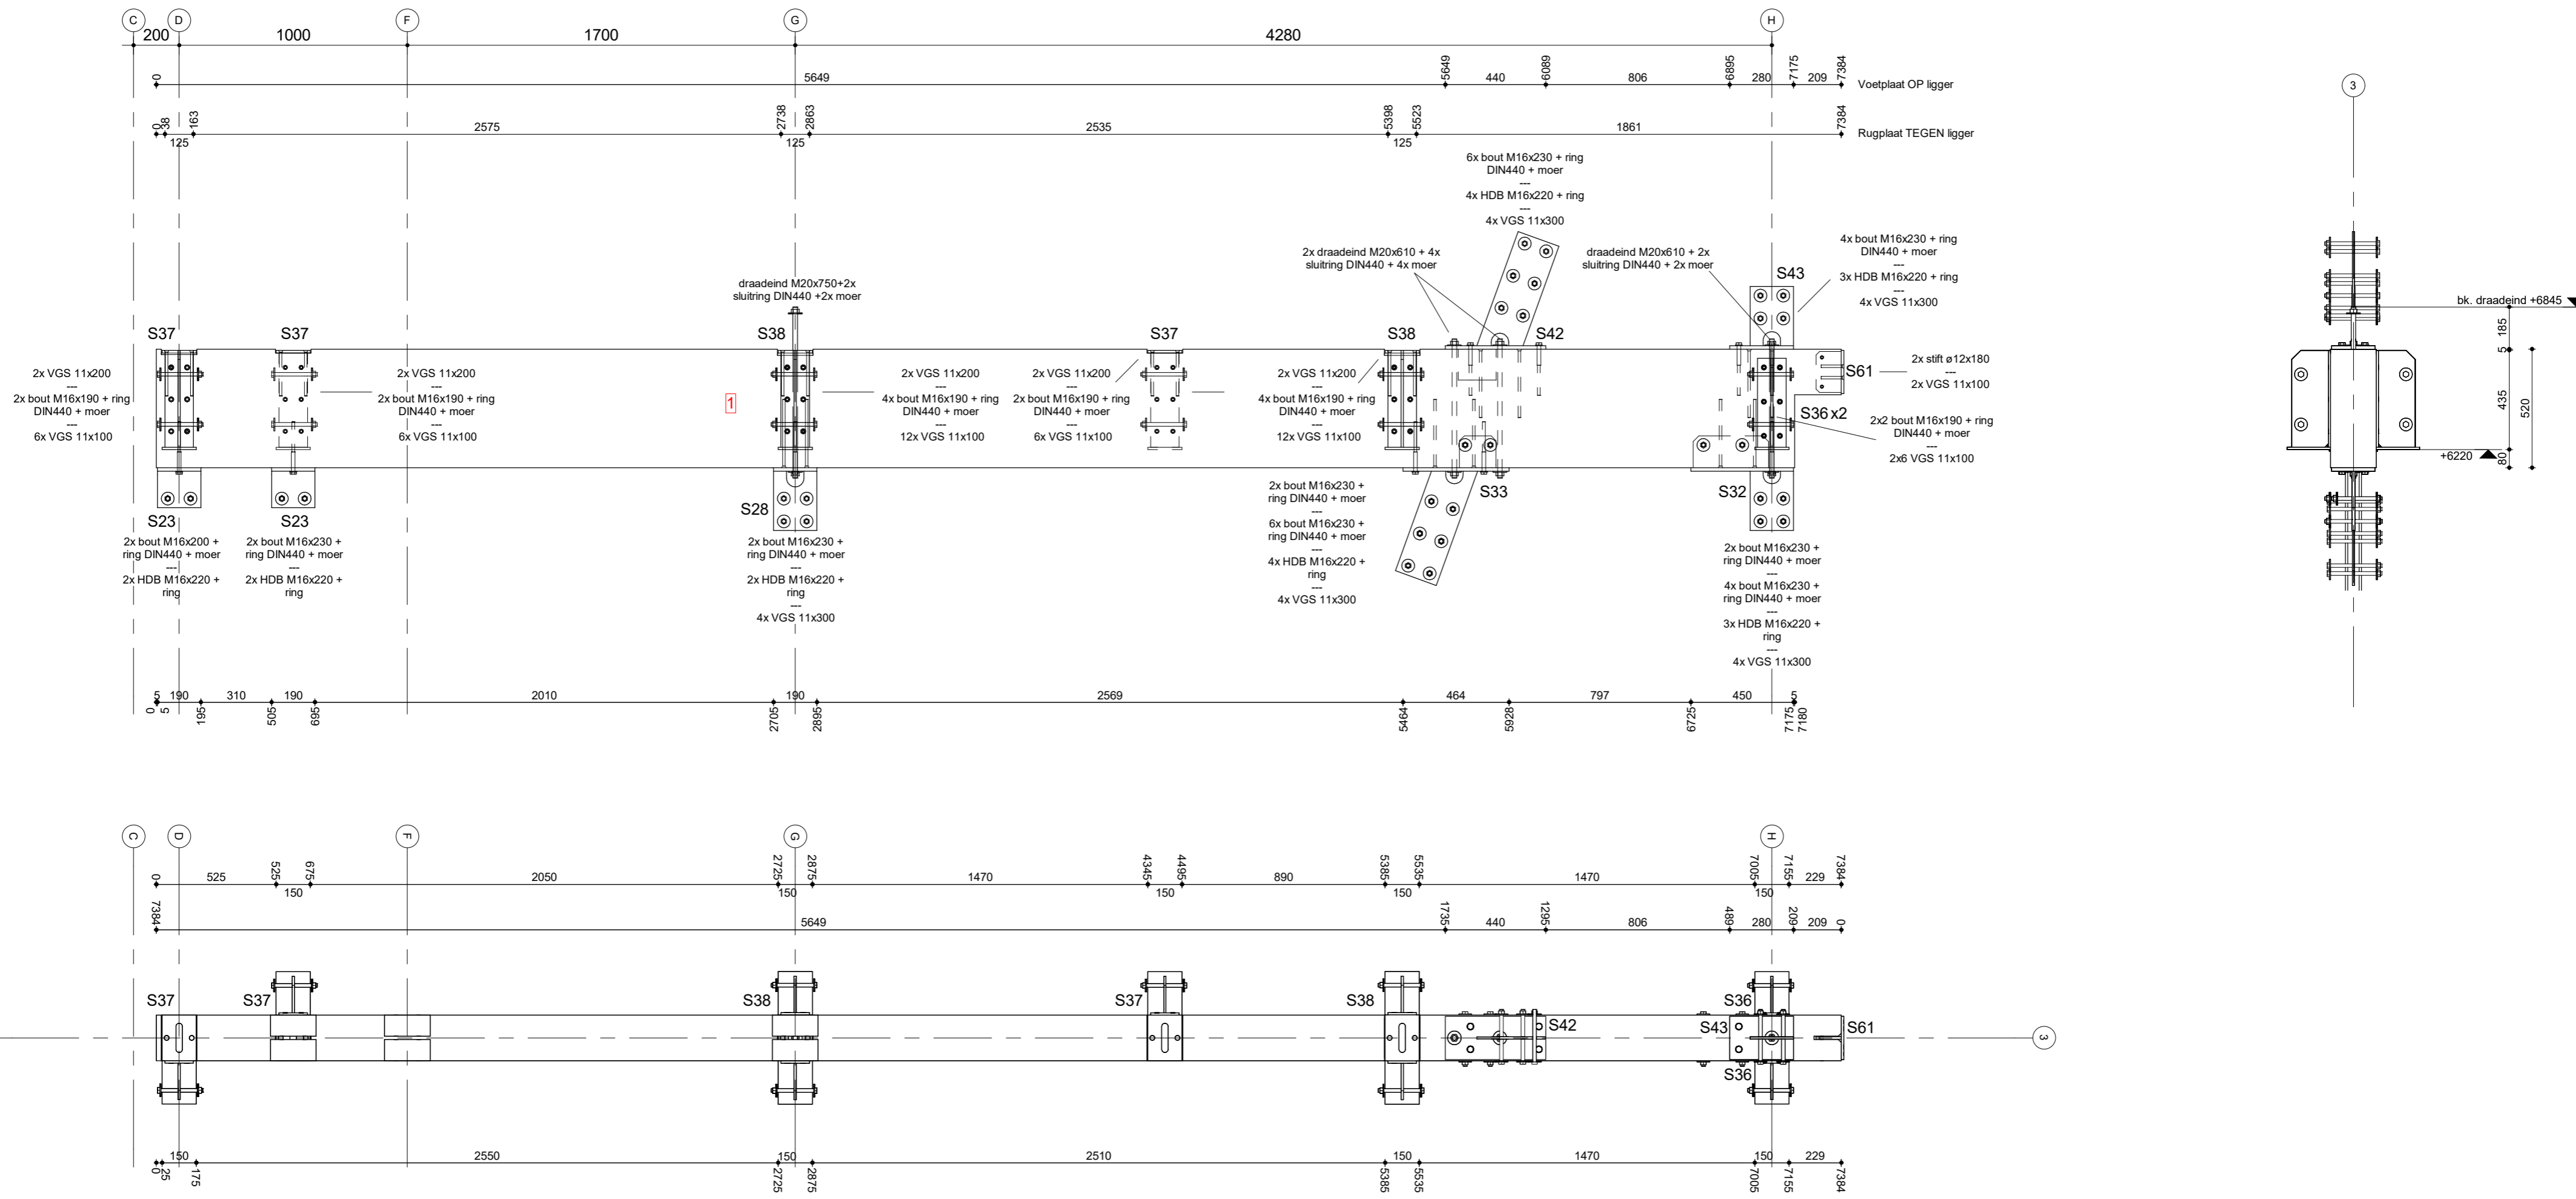 C D F G H
200 1000 1700 4280
0 5649 5649 440 6089 806 6895 280 7175 209 7384 Voetplaat OP ligger
0 38 163 2575 2738 2863 2535 5398 5523 1861 7384 Rugplaat TEGEN ligger
125 125 125
3
6x bout M16x230 + ring
DIN440 + moer
---
4x HDB M16x220 + ring
---
4x VGS 11x300
2x draadeind M20x610 + 4x
sluitring DIN440 + 4x moer
draadeind M20x610 + 2x
sluitring DIN440 + 2x moer
4x bout M16x230 + ring
DIN440 + moer
---
3x HDB M16x220 + ring
---
4x VGS 11x300
draadeind M20x750+2x
sluitring DIN440 +2x moer
S43
bk. draadeind +6845
S37 S37 S38 S37 S38 S42
2x VGS 11x200
---
2x bout M16x190 + ring
DIN440 + moer
---
6x VGS 11x100
2x VGS 11x200
---
2x bout M16x190 + ring
DIN440 + moer
---
6x VGS 11x100
1
2x VGS 11x200
---
4x bout M16x190 + ring
DIN440 + moer
---
12x VGS 11x100
2x VGS 11x200
---
2x bout M16x190 + ring
DIN440 + moer
---
6x VGS 11x100
2x VGS 11x200
---
4x bout M16x190 + ring
DIN440 + moer
---
12x VGS 11x100
S61
2x stift ø12x180
---
2x VGS 11x100
S36 x2
2x2 bout M16x190 + ring
DIN440 + moer
---
2x6 VGS 11x100
185
5
435
520
80
+6220
S23 S23 S28 S33 S32
2x bout M16x200 +
ring DIN440 + moer
---
2x HDB M16x220 +
ring
2x bout M16x230 +
ring DIN440 + moer
---
2x HDB M16x220 +
ring
2x bout M16x230 +
ring DIN440 + moer
---
2x HDB M16x220 +
ring
---
4x VGS 11x300
2x bout M16x230 +
ring DIN440 + moer
---
6x bout M16x230 +
ring DIN440 + moer
---
4x HDB M16x220 +
ring
---
4x VGS 11x300
2x bout M16x230 +
ring DIN440 + moer
---
4x bout M16x230 +
ring DIN440 + moer
---
3x HDB M16x220 +
ring
---
4x VGS 11x300
5 190 310 190 2010 190 2569 464 797 450 5
0 5 195 505 695 2705 2895 5464 5928 6725 7175 7180
C D F G H
0 525 525 675 2050 2725 2875 1470 4345 4495 890 5385 5535 1470 7005 7155 229 7384
150 150 150 150 150
7384 5649 1735 440 1295 806 489 280 209 209 0
S37 S37 S38 S37 S38 S42 S43 S36 S61
3
S36
150 2550 150 2510 150 1470 150 229
0 25 175 2725 2875 5385 5535 7005 7155 7384